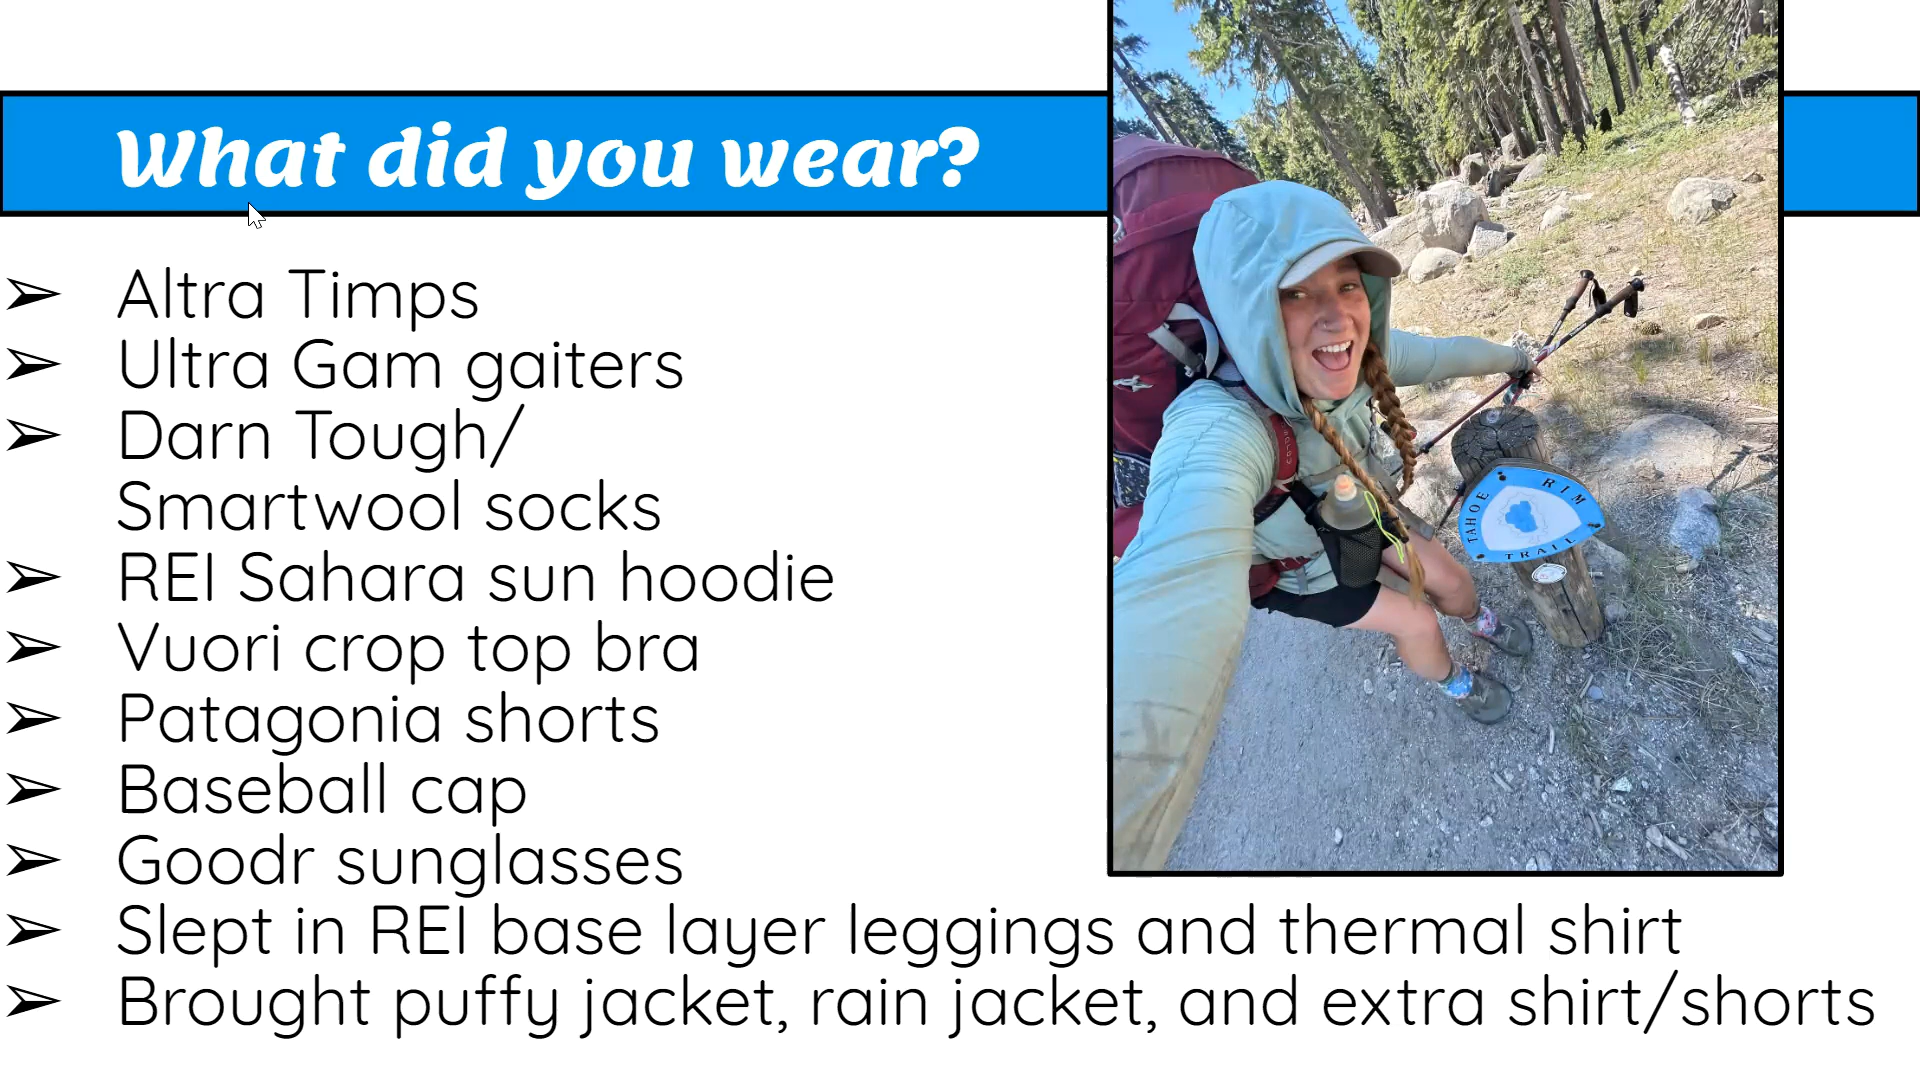 What did you wear?
➢ Altra Timps
➢ Ultra Gam gaiters
➢ Darn Tough/
Smartwool socks
➢ REI Sahara sun hoodie
➢ Vuori crop top bra
➢ Patagonia shorts
➢ Baseball cap
➢ Goodr sunglasses
➢ Slept in REI base layer leggings and thermal shirt
➢ Brought puffy jacket, rain jacket, and extra shirt/shorts
TAHOE RIM
TRAIL